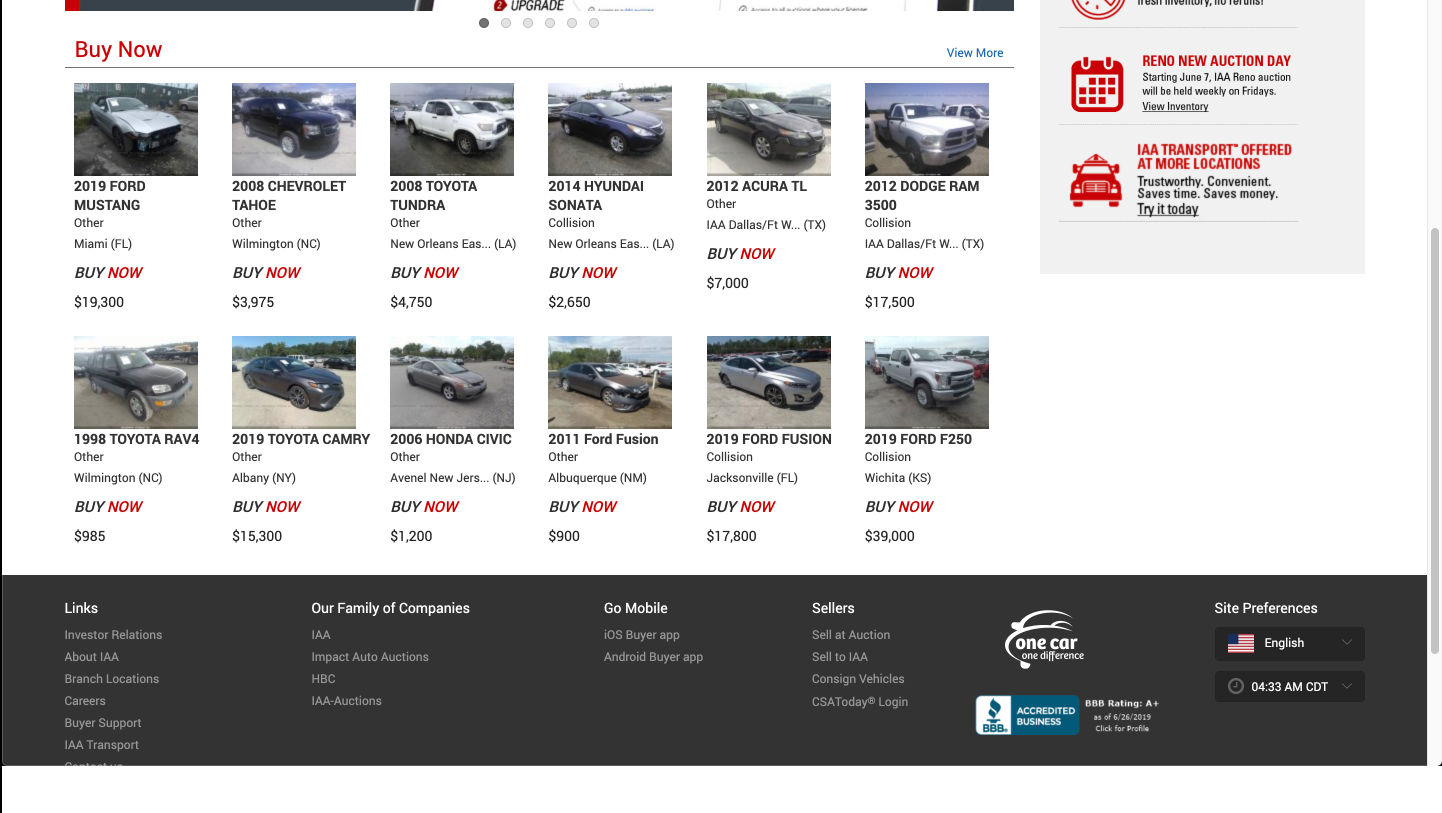 2 UPGRADE
Buy Now
View More
2019 FORD
MUSTANG
Other
Miami (FL)
BUY NOW
$19,300
2008 CHEVROLET
TAHOE
Other
Wilmington (NC)
BUY NOW
$3,975
2008 TOYOTA
TUNDRA
Other
New Orleans Eas... (LA)
BUY NOW
$4,750
2014 HYUNDAI
SONATA
Collision
New Orleans Eas... (LA)
BUY NOW
$2,650
2012 ACURA TL
Other
IAA Dallas/Ft W... (TX)
BUY NOW
$7,000
2012 DODGE RAM
3500
Collision
IAA Dallas/Ft W... (TX)
BUY NOW
$17,500
1998 TOYOTA RAV4
Other
Wilmington (NC)
BUY NOW
$985
2019 TOYOTA CAMRY
Other
Albany (NY)
BUY NOW
$15,300
2006 HONDA CIVIC
Other
Avenel New Jers... (NJ)
BUY NOW
$1,200
2011 Ford Fusion
Other
Albuquerque (NM)
BUY NOW
$900
2019 FORD FUSION
Collision
Jacksonville (FL)
BUY NOW
$17,800
2019 FORD F250
Collision
Wichita (KS)
BUY NOW
$39,000
fresh inventory, no reruns!
RENO NEW AUCTION DAY
Starting June 7, IAA Reno auction
will be held weekly on Fridays.
View Inventory
IAA TRANSPORT™ OFFERED
AT MORE LOCATIONS
Trustworthy. Convenient.
Saves time. Saves money.
Try it today
Links
Investor Relations
About IAA
Branch Locations
Careers
Buyer Support
IAA Transport
Contact us
Our Family of Companies
IAA
Impact Auto Auctions
HBC
IAA-Auctions
Go Mobile
iOS Buyer app
Android Buyer app
Sellers
Sell at Auction
Sell to IAA
Consign Vehicles
CSAToday® Login
one car
one difference
BBB
ACCREDITED
BUSINESS
BBB Rating: A+
as of 6/26/2019
Click for Profile
Site Preferences
English
04:33 AM CDT